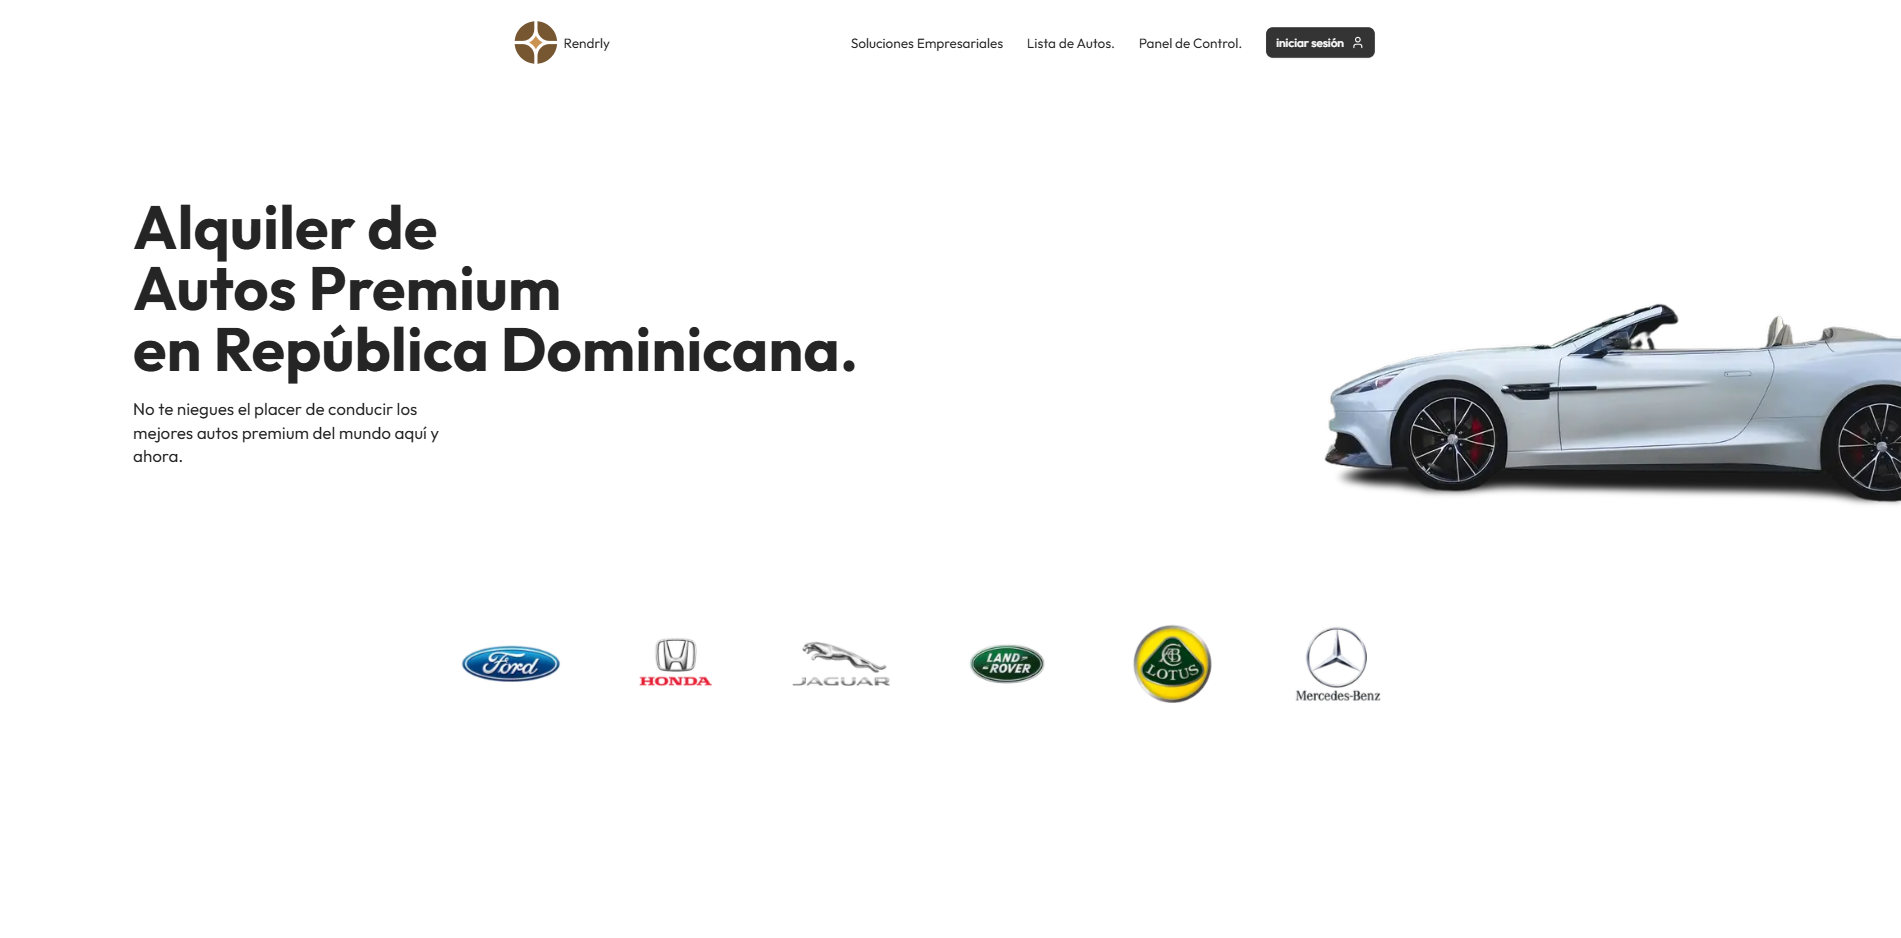 Rendrly
Soluciones Empresariales
Lista de Autos.
Panel de Control.
iniciar sesión
Alquiler de
Autos Premium
en República Dominicana.
No te niegues el placer de conducir los
mejores autos premium del mundo aquí y
ahora.
Ford
HONDA
JAGUAR
LAND-
-ROVER
LOTUS
Mercedes-Benz